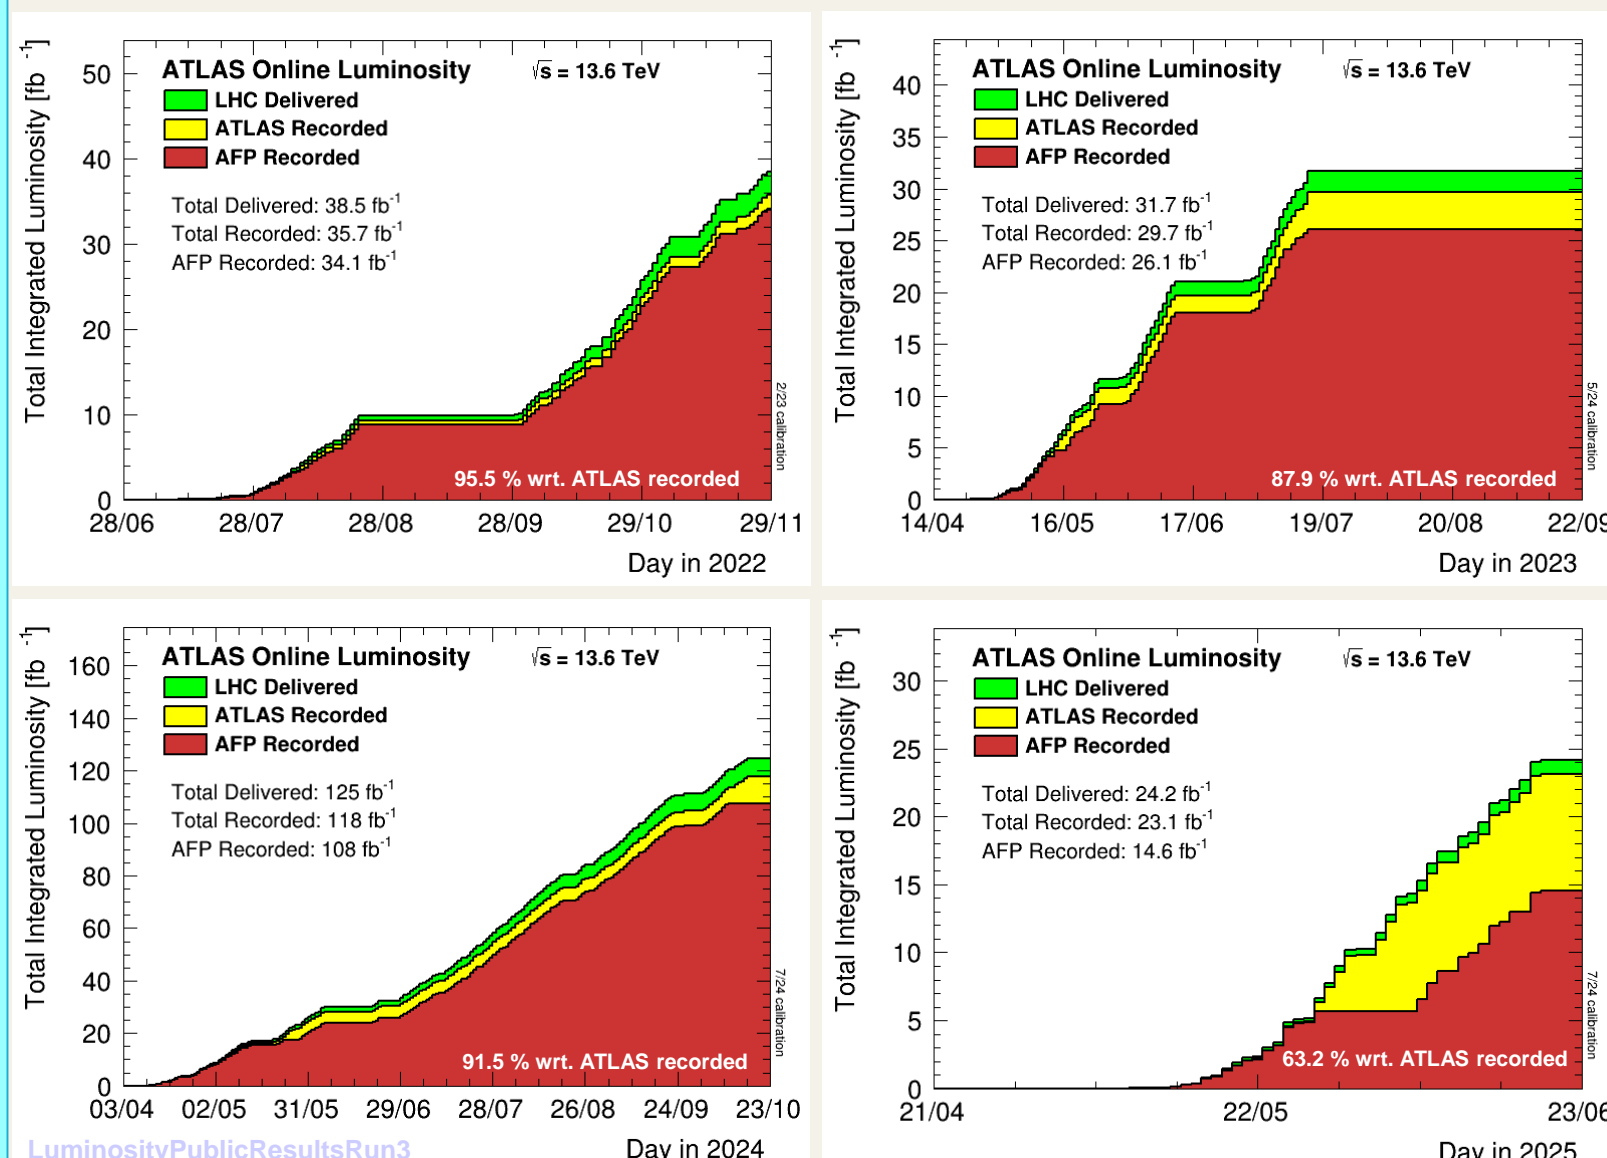 ATLAS Online Luminosity
√s = 13.6 TeV
LHC Delivered
ATLAS Recorded
AFP Recorded
Total Delivered: 38.5 fb-1
Total Recorded: 35.7 fb-1
AFP Recorded: 34.1 fb-1
95.5 % wrt. ATLAS recorded
Total Integrated Luminosity [fb -1]
50
40
30
20
10
0
28/06 28/07 28/08 28/09 29/10 29/11
Day in 2022
2/23 calibration
ATLAS Online Luminosity
√s = 13.6 TeV
LHC Delivered
ATLAS Recorded
AFP Recorded
Total Delivered: 31.7 fb-1
Total Recorded: 29.7 fb-1
AFP Recorded: 26.1 fb-1
87.9 % wrt. ATLAS recorded
Total Integrated Luminosity [fb -1]
40
35
30
25
20
15
10
5
0
14/04 16/05 17/06 19/07 20/08 22/09
Day in 2023
5/24 calibration
ATLAS Online Luminosity
√s = 13.6 TeV
LHC Delivered
ATLAS Recorded
AFP Recorded
Total Delivered: 125 fb-1
Total Recorded: 118 fb-1
AFP Recorded: 108 fb-1
91.5 % wrt. ATLAS recorded
Total Integrated Luminosity [fb -1]
160
140
120
100
80
60
40
20
0
03/04 02/05 31/05 29/06 28/07 26/08 24/09 23/10
Day in 2024
7/24 calibration
LuminosityPublicResultsRun3
ATLAS Online Luminosity
√s = 13.6 TeV
LHC Delivered
ATLAS Recorded
AFP Recorded
Total Delivered: 24.2 fb-1
Total Recorded: 23.1 fb-1
AFP Recorded: 14.6 fb-1
63.2 % wrt. ATLAS recorded
Total Integrated Luminosity [fb -1]
30
25
20
15
10
5
0
21/04 22/05 23/06
Day in 2025
7/24 calibration